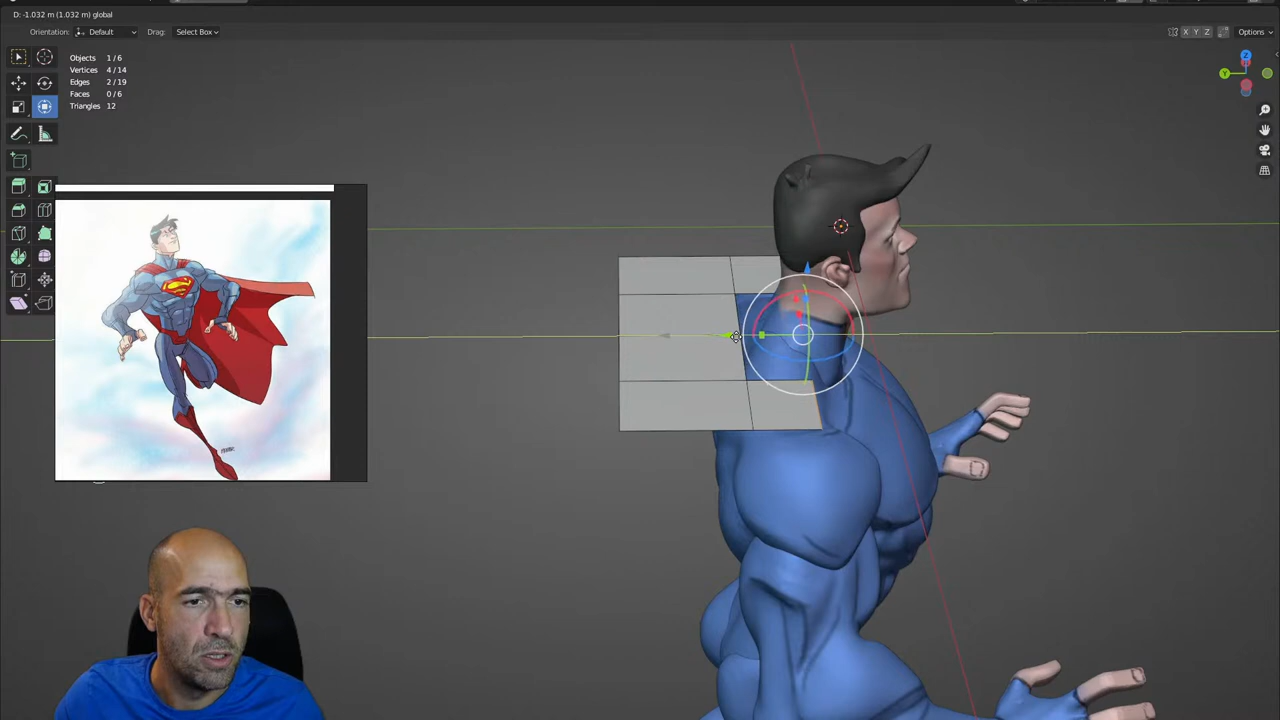 D: -1.032 m (1.032 m) global
Orientation: Default Drag: Select Box X Y Z Options
Objects 1/6
Vertices 4/14
Edges 2/19
Faces 0/6
Triangles 12
Z
Y
S